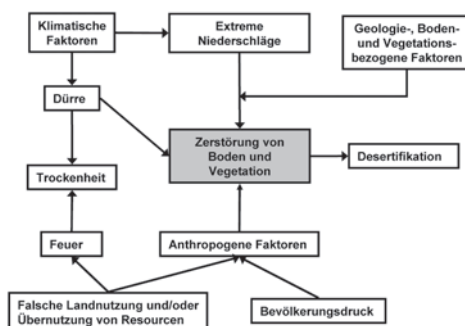 Klimatische
Faktoren
Extreme
Niederschläge
Geologie-, Boden-
und Vegetations-
bezogene Faktoren
Dürre
Zerstörung von
Boden und
Vegetation
Desertifikation
Trockenheit
Feuer
Anthropogene Faktoren
Falsche Landnutzung und/oder
Übernutzung von Resourcen
Bevölkerungsdruck